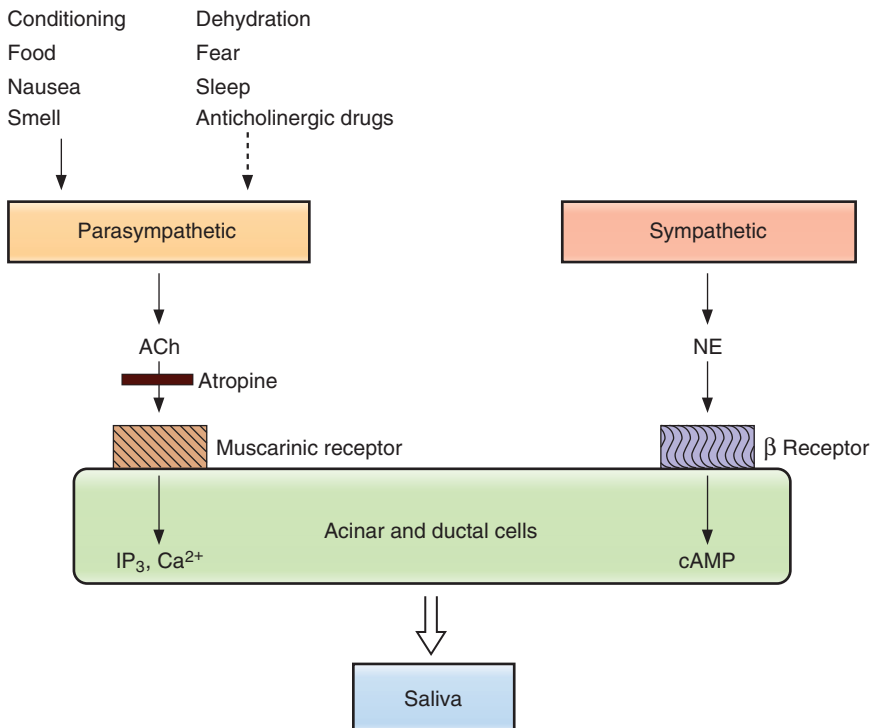 Conditioning
Food
Nausea
Smell
Dehydration
Fear
Sleep
Anticholinergic drugs
Parasympathetic
Sympathetic
ACh
NE
Atropine
Muscarinic receptor
β Receptor
Acinar and ductal cells
IP₃, Ca²⁺
cAMP
Saliva